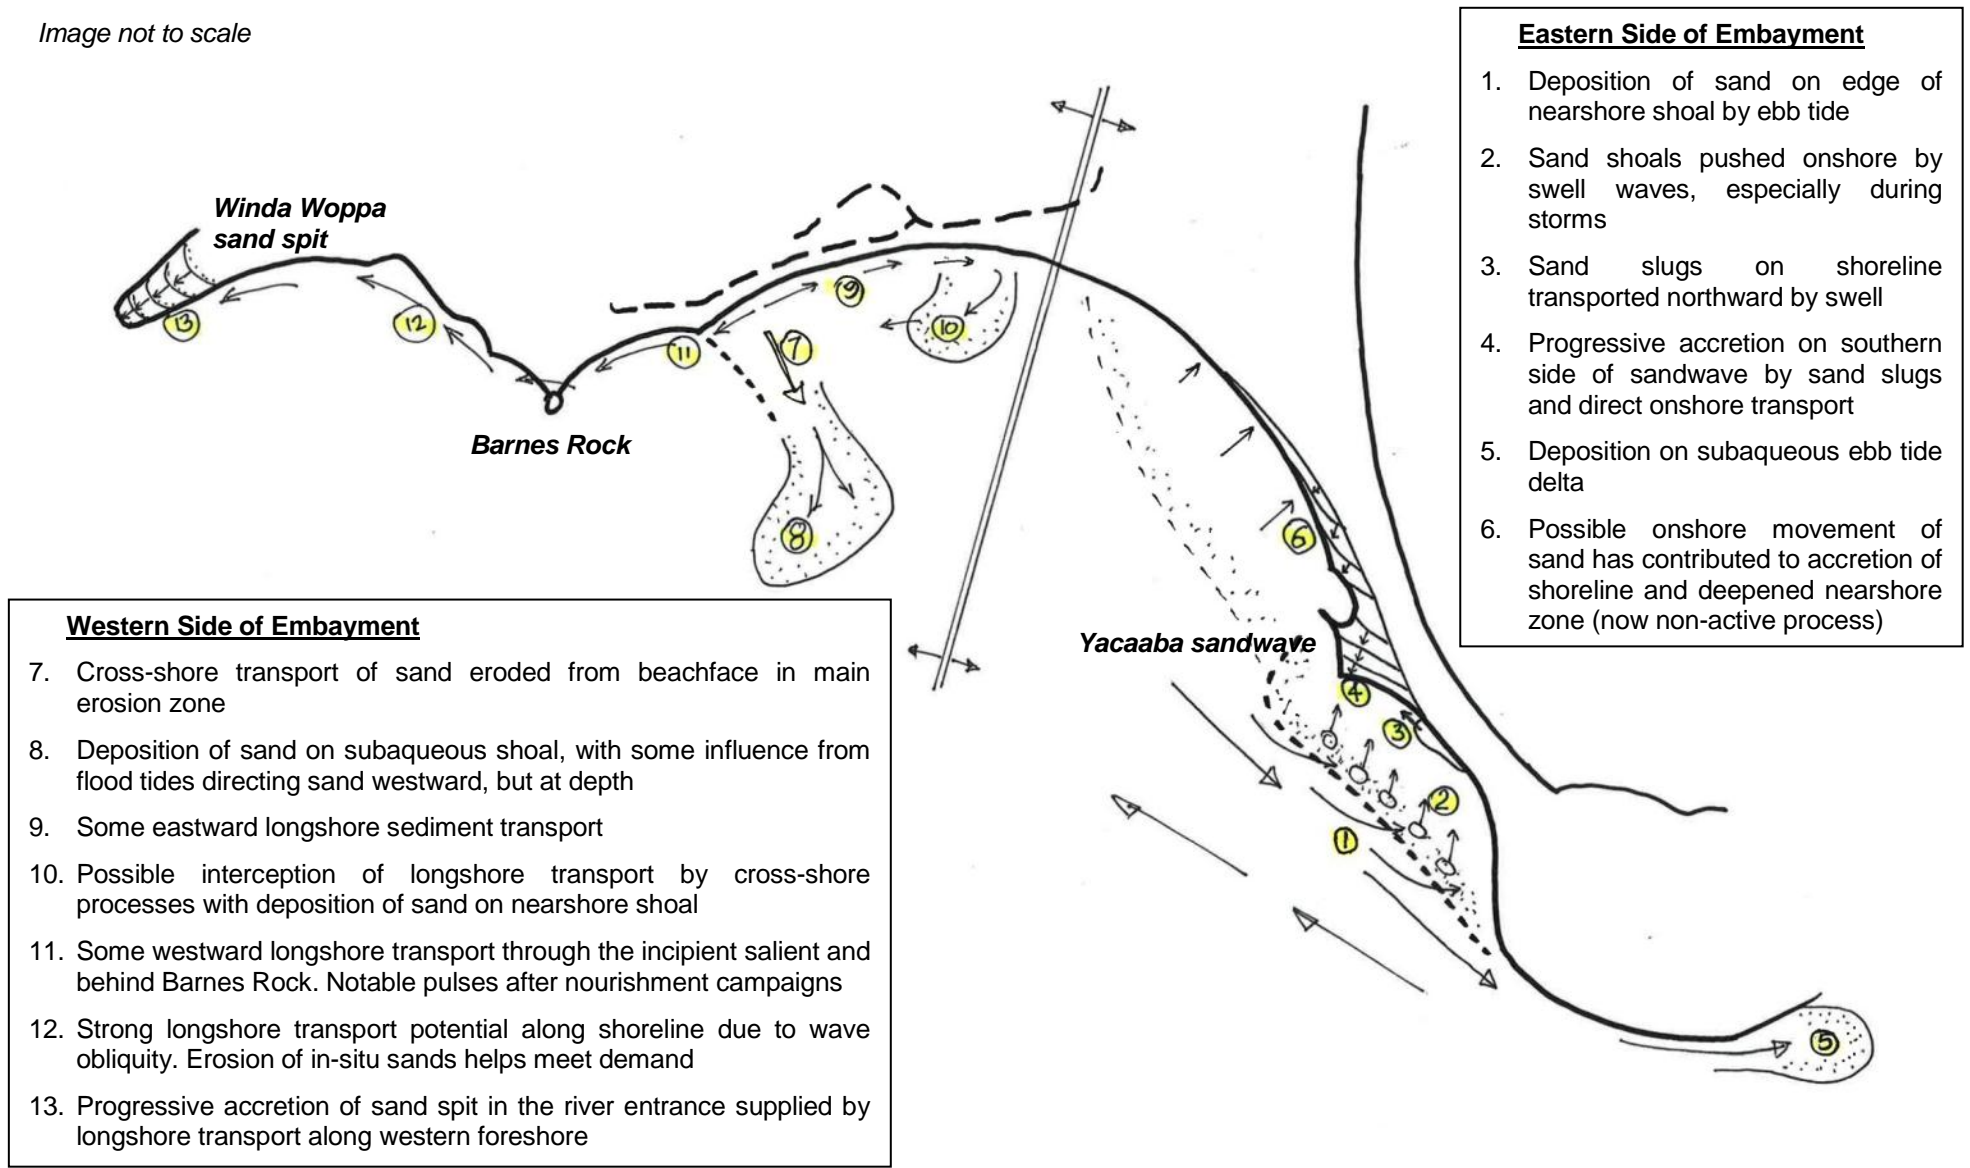 Image not to scale
Eastern Side of Embayment
1. Deposition of sand on edge of
nearshore shoal by ebb tide
2. Sand shoals pushed onshore by
swell waves, especially during
storms
3. Sand slugs on shoreline
transported northward by swell
4. Progressive accretion on southern
side of sandwave by sand slugs
and direct onshore transport
5. Deposition on subaqueous ebb tide
delta
6. Possible onshore movement of
sand has contributed to accretion of
shoreline and deepened nearshore
zone (now non-active process)
Winda Woppa
sand spit
13
12
11
7
9
10
8
Barnes Rock
6
Yacaaba sandwave
4
3
2
1
5
Western Side of Embayment
7. Cross-shore transport of sand eroded from beachface in main
erosion zone
8. Deposition of sand on subaqueous shoal, with some influence from
flood tides directing sand westward, but at depth
9. Some eastward longshore sediment transport
10. Possible interception of longshore transport by cross-shore
processes with deposition of sand on nearshore shoal
11. Some westward longshore transport through the incipient salient and
behind Barnes Rock. Notable pulses after nourishment campaigns
12. Strong longshore transport potential along shoreline due to wave
obliquity. Erosion of in-situ sands helps meet demand
13. Progressive accretion of sand spit in the river entrance supplied by
longshore transport along western foreshore